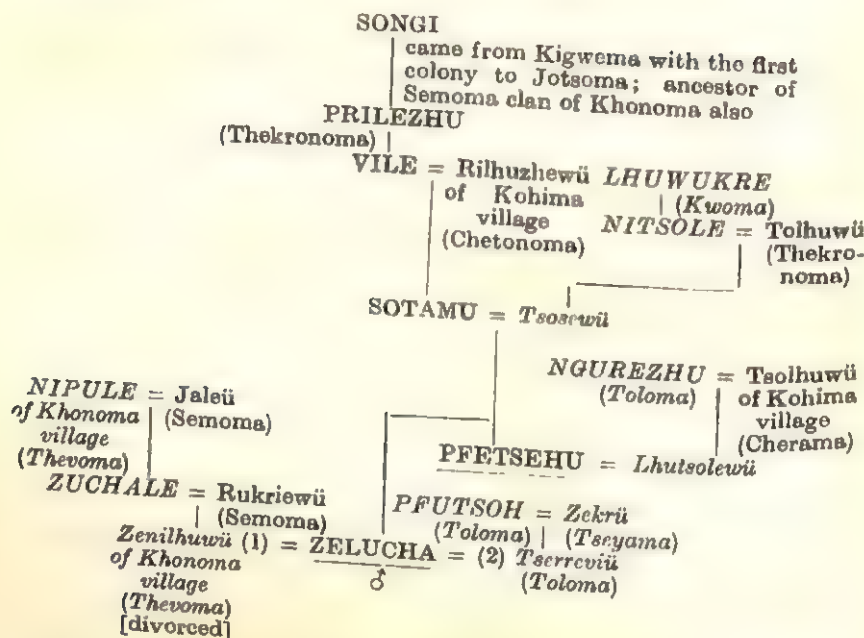 SONGI
came from Kigwema with the first
colony to Jotsoma; ancestor of
Semoma clan of Khonoma also
PRILEZHU
(Thekronoma)
VILE = Rilhuzhewü LHUWUKRE
of Kohima (Kwoma)
village NITSOLE = Tolhuwü
(Chetonoma) (Thekro-
noma)
SOTAMU = Tsosewü
NGUREZHU = Tsolhuwü
(Toloma) of Kohima
village
(Cherama)
NIPULE = Jaleü
of Khonoma (Semoma)
village
(Thevoma)
PFETSEHU = Lhutsolewü
ZUCHALE = Rukriewü PFUTSOH = Zekrü
(Semoma) (Toloma) (Tseyama)
Zenilhuwü (1) = ZELUCHA = (2) Tserreviü
of Khonoma ♂ (Toloma)
village
(Thevoma)
[divorced]